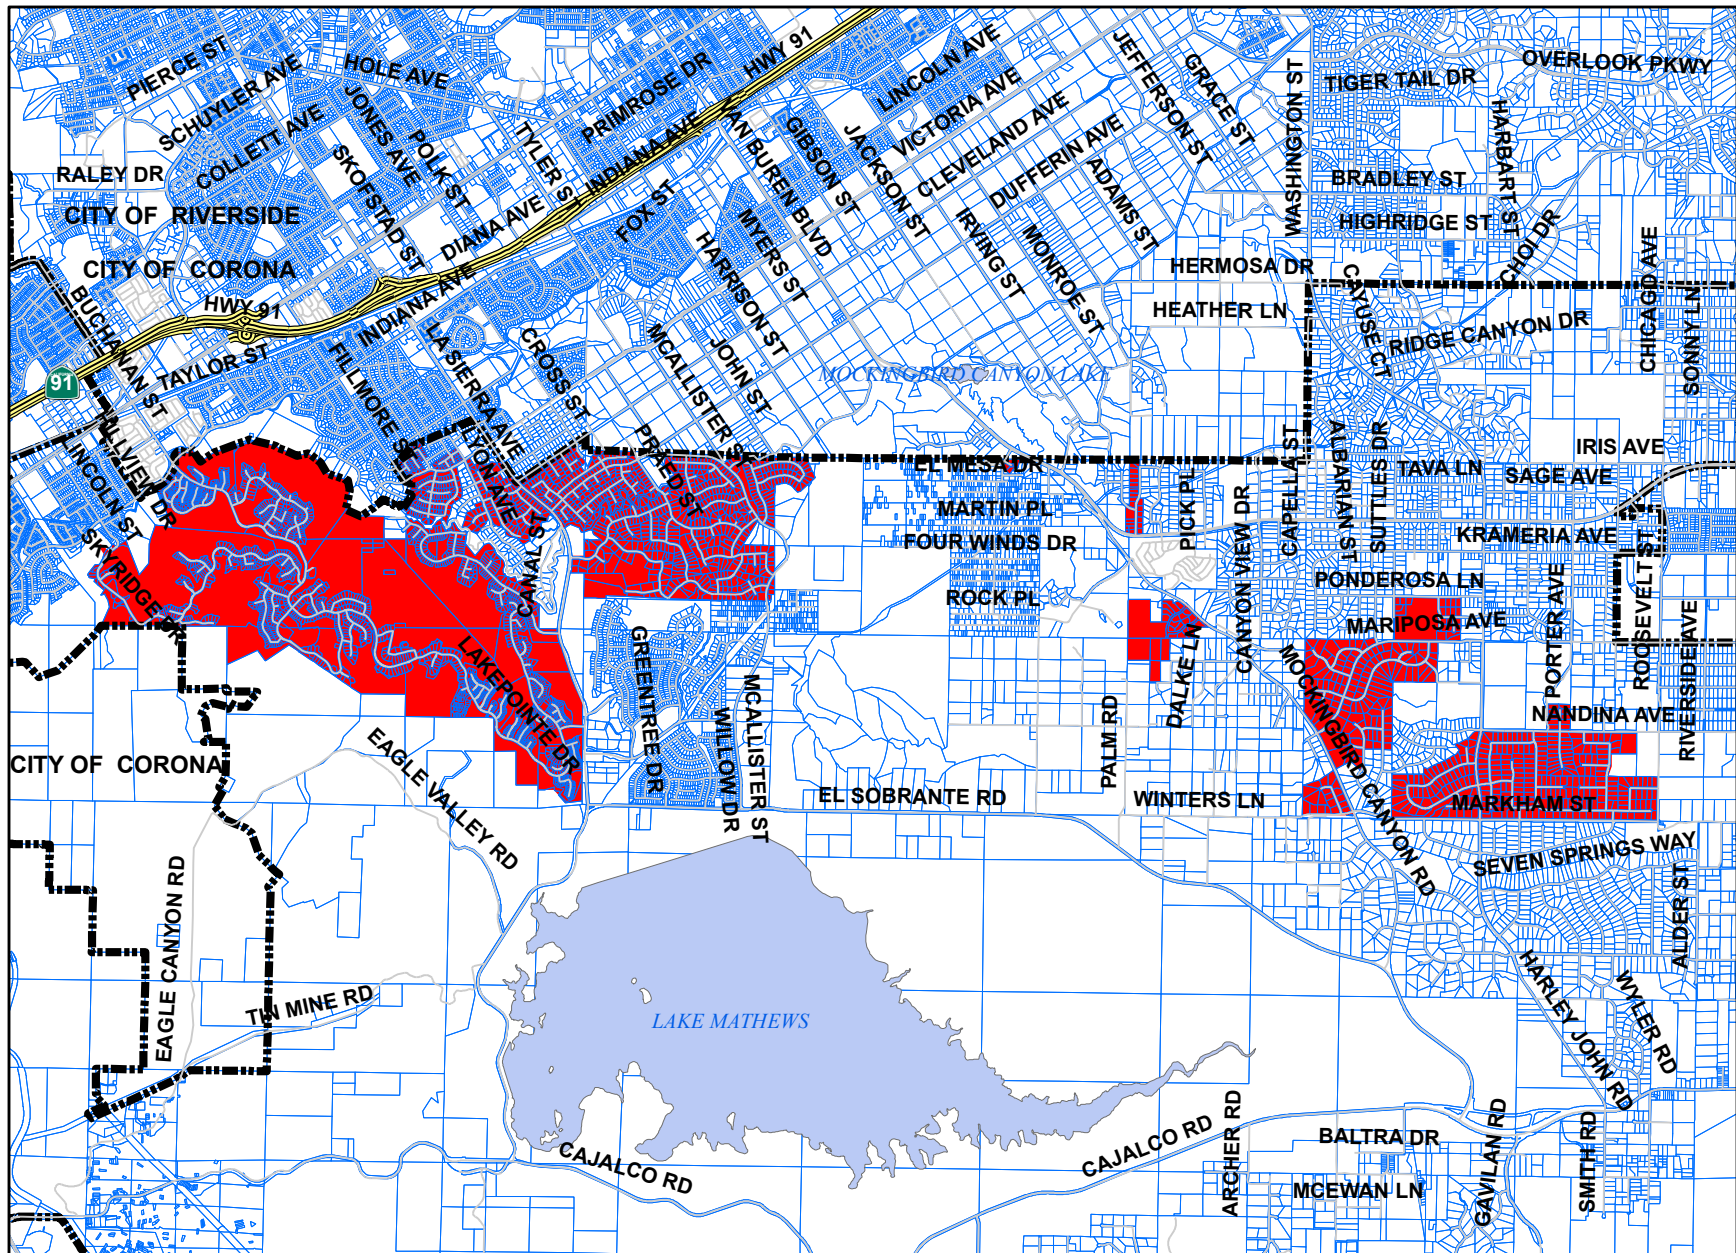 PIERCE ST
SCHUYLER AVE
HOLE AVE
COLLETT AVE
JONES AVE
POLK ST
SKOFSTAD ST
TYLER ST
PRIMROSE DR
HWY 91
INDIANA AVE
DIANA AVE
FOX ST
VAN BUREN BLVD
GIBSON ST
JACKSON ST
LINCOLN AVE
VICTORIA AVE
CLEVELAND AVE
DUFFERIN AVE
JEFFERSON ST
GRACE ST
ADAMS ST
WASHINGTON ST
TIGER TAIL DR
OVERLOOK PKWY
HARBART ST
BRADLEY ST
HIGHRIDGE ST
CHOI DR
RALEY DR
CITY OF RIVERSIDE
CITY OF CORONA
HWY 91
BUCHANAN ST
TAYLOR ST
INDIANA AVE
FILLMORE ST
LA SIERRA AVE
CROSS ST
MYERS ST
HARRISON ST
JOHN ST
MCALLISTER ST
IRVING ST
MONROE ST
HERMOSA DR
HEATHER LN
CAYUSE CT
RIDGE CANYON DR
CHICAGO AVE
SONNY LN
91
MOCKINGBIRD CANYON LAKE
LINCOLN ST
HILLVIEW DR
LYON AVE
PRAED ST
EL MESA DR
MARTIN PL
FOUR WINDS DR
ROCK PL
PICK PL
CANYON VIEW DR
CAPELLA ST
ALBARIAN ST
SUTTLES DR
TAVA LN
SAGE AVE
IRIS AVE
KRAMERIA AVE
PONDEROSA LN
MARIPOSA AVE
PORTER AVE
ROOSEVELT ST
RIVERSIDE AVE
SKYRIDGE DR
CANAL ST
LAKEPOINTE DR
GREENTREE DR
WILLOW DR
MCALLISTER ST
PALM RD
DALKE LN
MOCKINGBIRD CANYON RD
NANDINA AVE
MARKHAM ST
CITY OF CORONA
EAGLE VALLEY RD
EL SOBRANTE RD
WINTERS LN
SEVEN SPRINGS WAY
ALDER ST
EAGLE CANYON RD
TIN MINE RD
LAKE MATHEWS
HARLEY JOHN RD
WYLER RD
CAJALCO RD
CAJALCO RD
ARCHER RD
BALTRA DR
MCEWAN LN
GAVILAN RD
SMITH RD